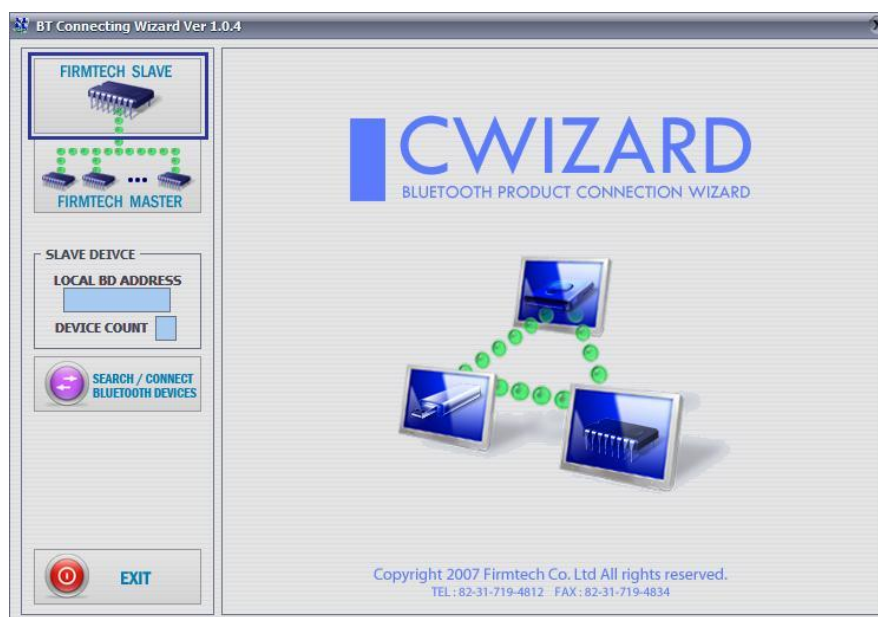 BT Connecting Wizard Ver 1.0.4
FIRMTECH SLAVE
FIRMTECH MASTER
SLAVE DEIVCE
LOCAL BD ADDRESS
DEVICE COUNT
SEARCH / CONNECT
BLUETOOTH DEVICES
EXIT
CWIZARD
BLUETOOTH PRODUCT CONNECTION WIZARD
Copyright 2007 Firmtech Co. Ltd All rights reserved.
TEL : 82-31-719-4812 FAX : 82-31-719-4834